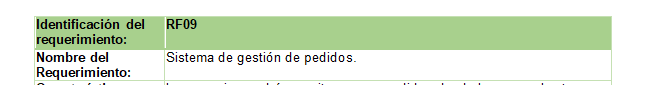 Identificación del RF09
requerimiento:
Nombre del Sistema de gestión de pedidos.
Requerimiento: